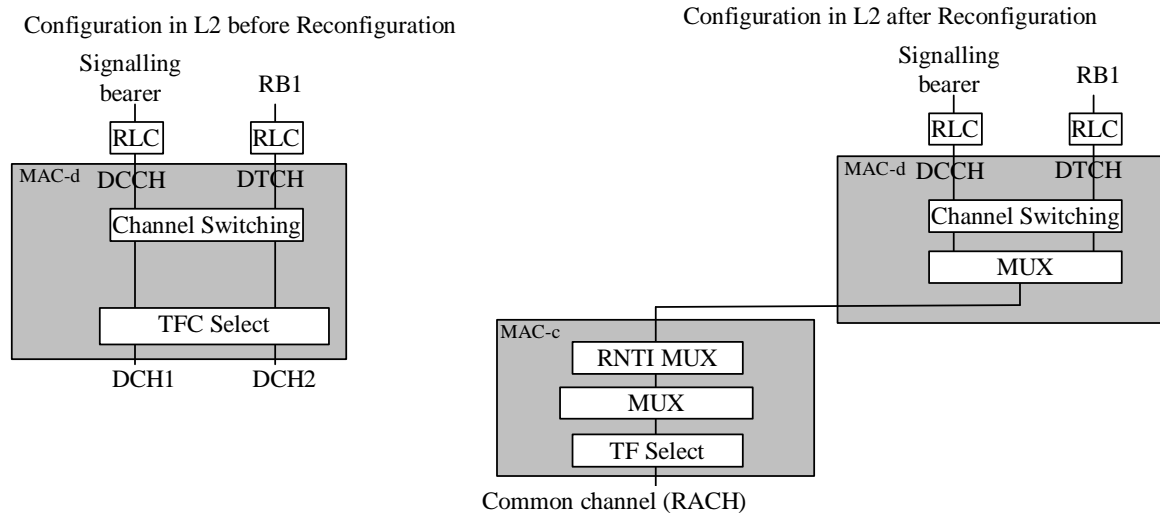 Configuration in L2 before Reconfiguration
Signalling
bearer
RB1
RLC
RLC
MAC-d
DCCH
DTCH
Channel Switching
TFC Select
DCH1
DCH2
Configuration in L2 after Reconfiguration
Signalling
bearer
RB1
RLC
RLC
MAC-d
DCCH
DTCH
Channel Switching
MUX
MAC-c
RNTI MUX
MUX
TF Select
Common channel (RACH)